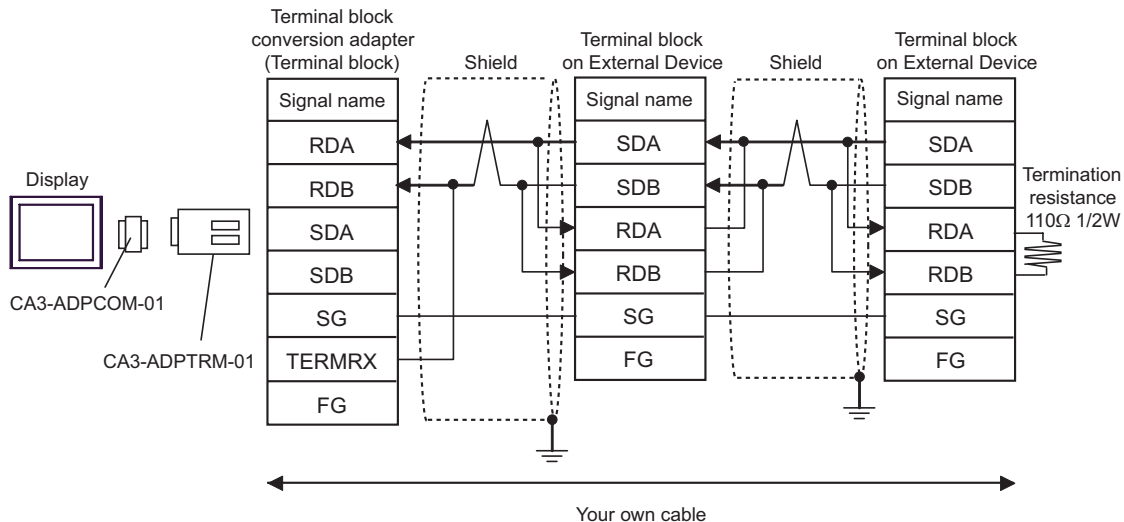 Terminal block
conversion adapter
(Terminal block)
Shield
Terminal block
on External Device
Shield
Terminal block
on External Device
Signal name
RDA
RDB
SDA
SDB
SG
TERMRX
FG
Signal name
SDA
SDB
RDA
RDB
SG
FG
Signal name
SDA
SDB
RDA
RDB
SG
FG
Termination
resistance
110Ω 1/2W
Display
CA3-ADPCOM-01
CA3-ADPTRM-01
Your own cable